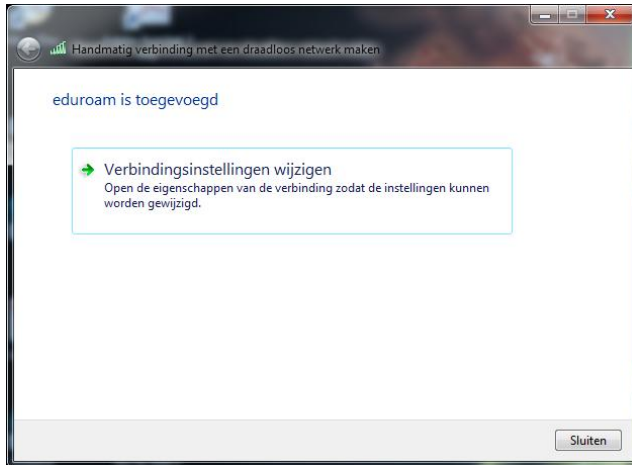 Handmatig verbinding met een draadloos netwerk maken
eduroam is toegevoegd
Verbindingsinstellingen wijzigen
Open de eigenschappen van de verbinding zodat de instellingen kunnen
worden gewijzigd.
Sluiten